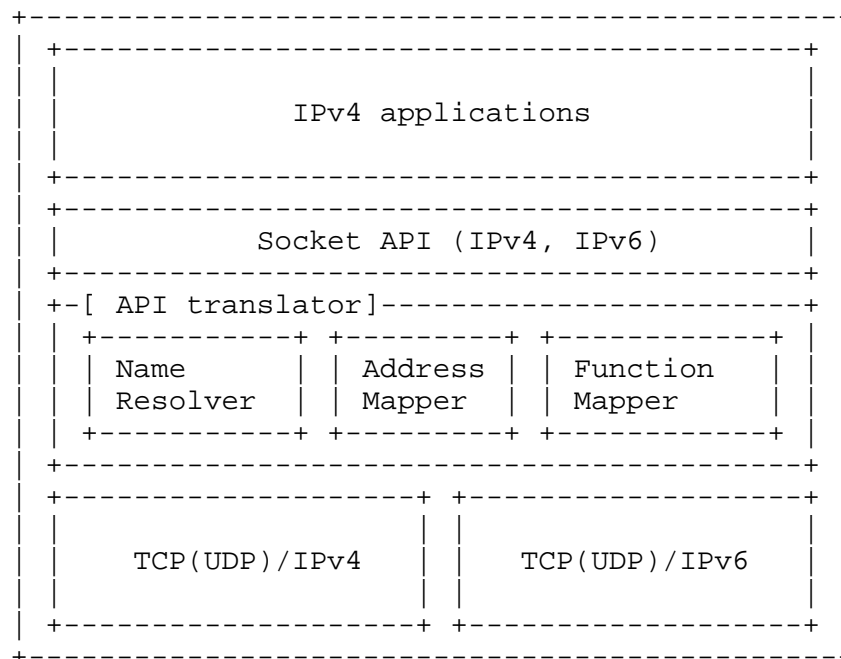 IPv4 applications
Socket API (IPv4, IPv6)
[ API translator]
Name Address Function
Resolver Mapper Mapper
TCP(UDP)/IPv4 TCP(UDP)/IPv6